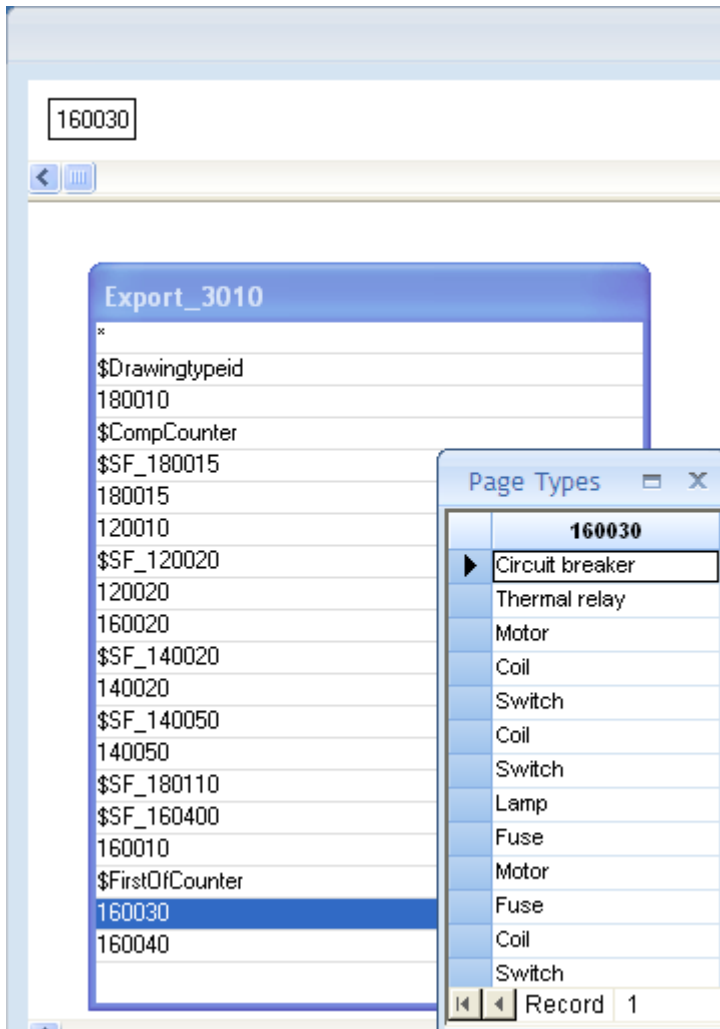 160030
Export_3010
*
$Drawingtypeid
180010
$CompCounter
$SF_180015
180015
120010
$SF_120020
120020
160020
$SF_140020
140020
$SF_140050
140050
$SF_180110
$SF_160400
160010
$FirstOfCounter
160030
160040
Page Types
160030
Circuit breaker
Thermal relay
Motor
Coil
Switch
Coil
Switch
Lamp
Fuse
Motor
Fuse
Coil
Switch
Record 1